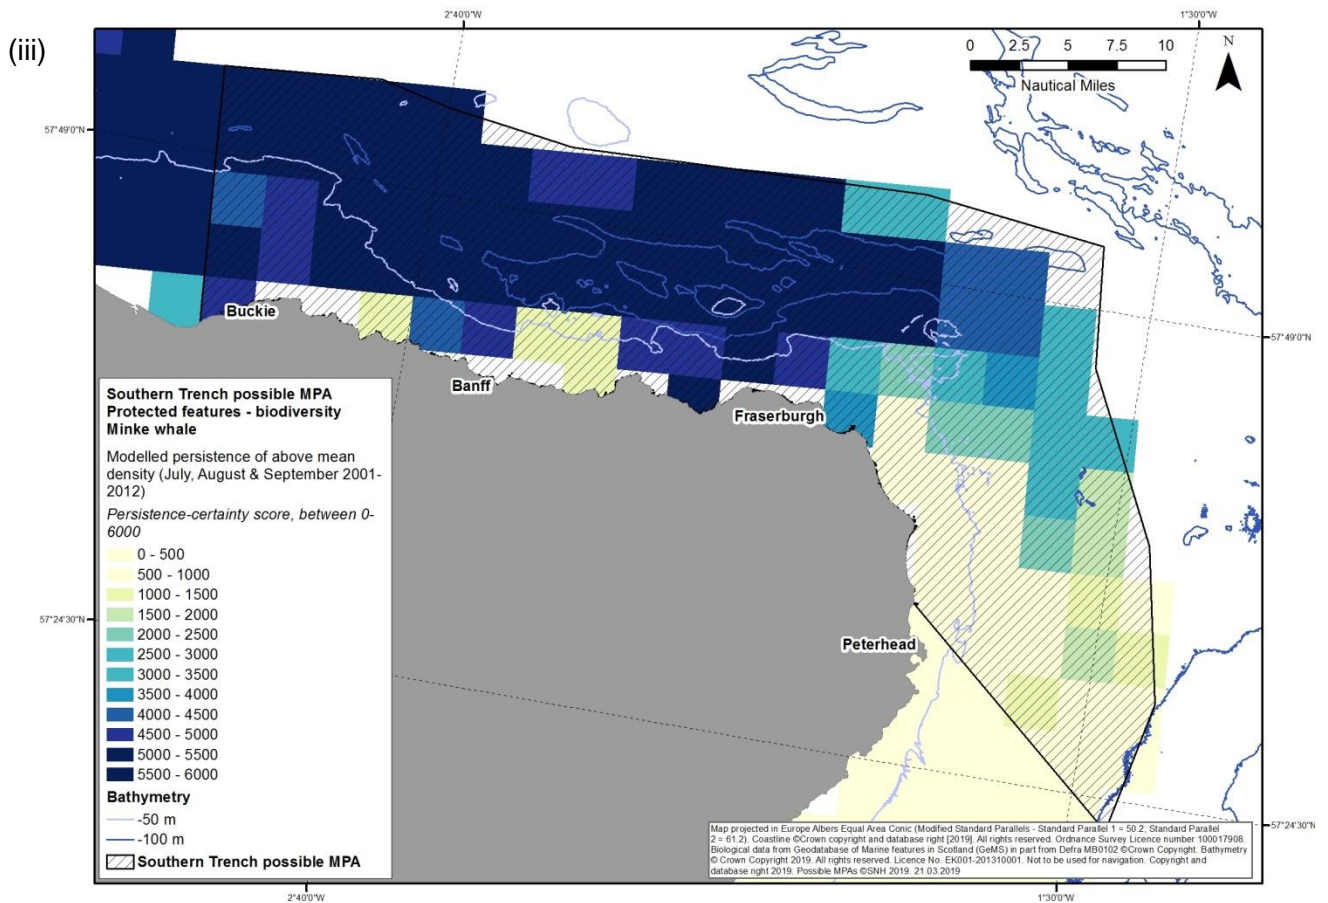 (iii)
2°40'0"W
1°30'0"W
0 2.5 5 7.5 10
Nautical Miles
N
57°49'0"N
57°49'0"N
Buckie
Banff
Fraserburgh
Peterhead
57°24'30"N
57°24'30"N
Southern Trench possible MPA
Protected features - biodiversity
Minke whale
Modelled persistence of above mean
density (July, August & September 2001-
2012)
Persistence-certainty score, between 0-
6000
0 - 500
500 - 1000
1000 - 1500
1500 - 2000
2000 - 2500
2500 - 3000
3000 - 3500
3500 - 4000
4000 - 4500
4500 - 5000
5000 - 5500
5500 - 6000
Bathymetry
-50 m
-100 m
Southern Trench possible MPA
Map projected in Europe Albers Equal Area Conic (Modified Standard Parallels - Standard Parallel 1 = 50.2; Standard Parallel
2 = 61.2). Coastline ©Crown copyright and database right [2019]. All rights reserved. Ordnance Survey Licence number 100017908.
Biological data from Geodatabase of Marine features in Scotland (GeMS) in part from Defra MB0102 ©Crown Copyright. Bathymetry
© Crown Copyright 2019. All rights reserved. Licence No. EK001-201310001. Not to be used for navigation. Copyright and
database right 2019. Possible MPAs ©SNH 2019. 21.03.2019
2°40'0"W
1°30'0"W